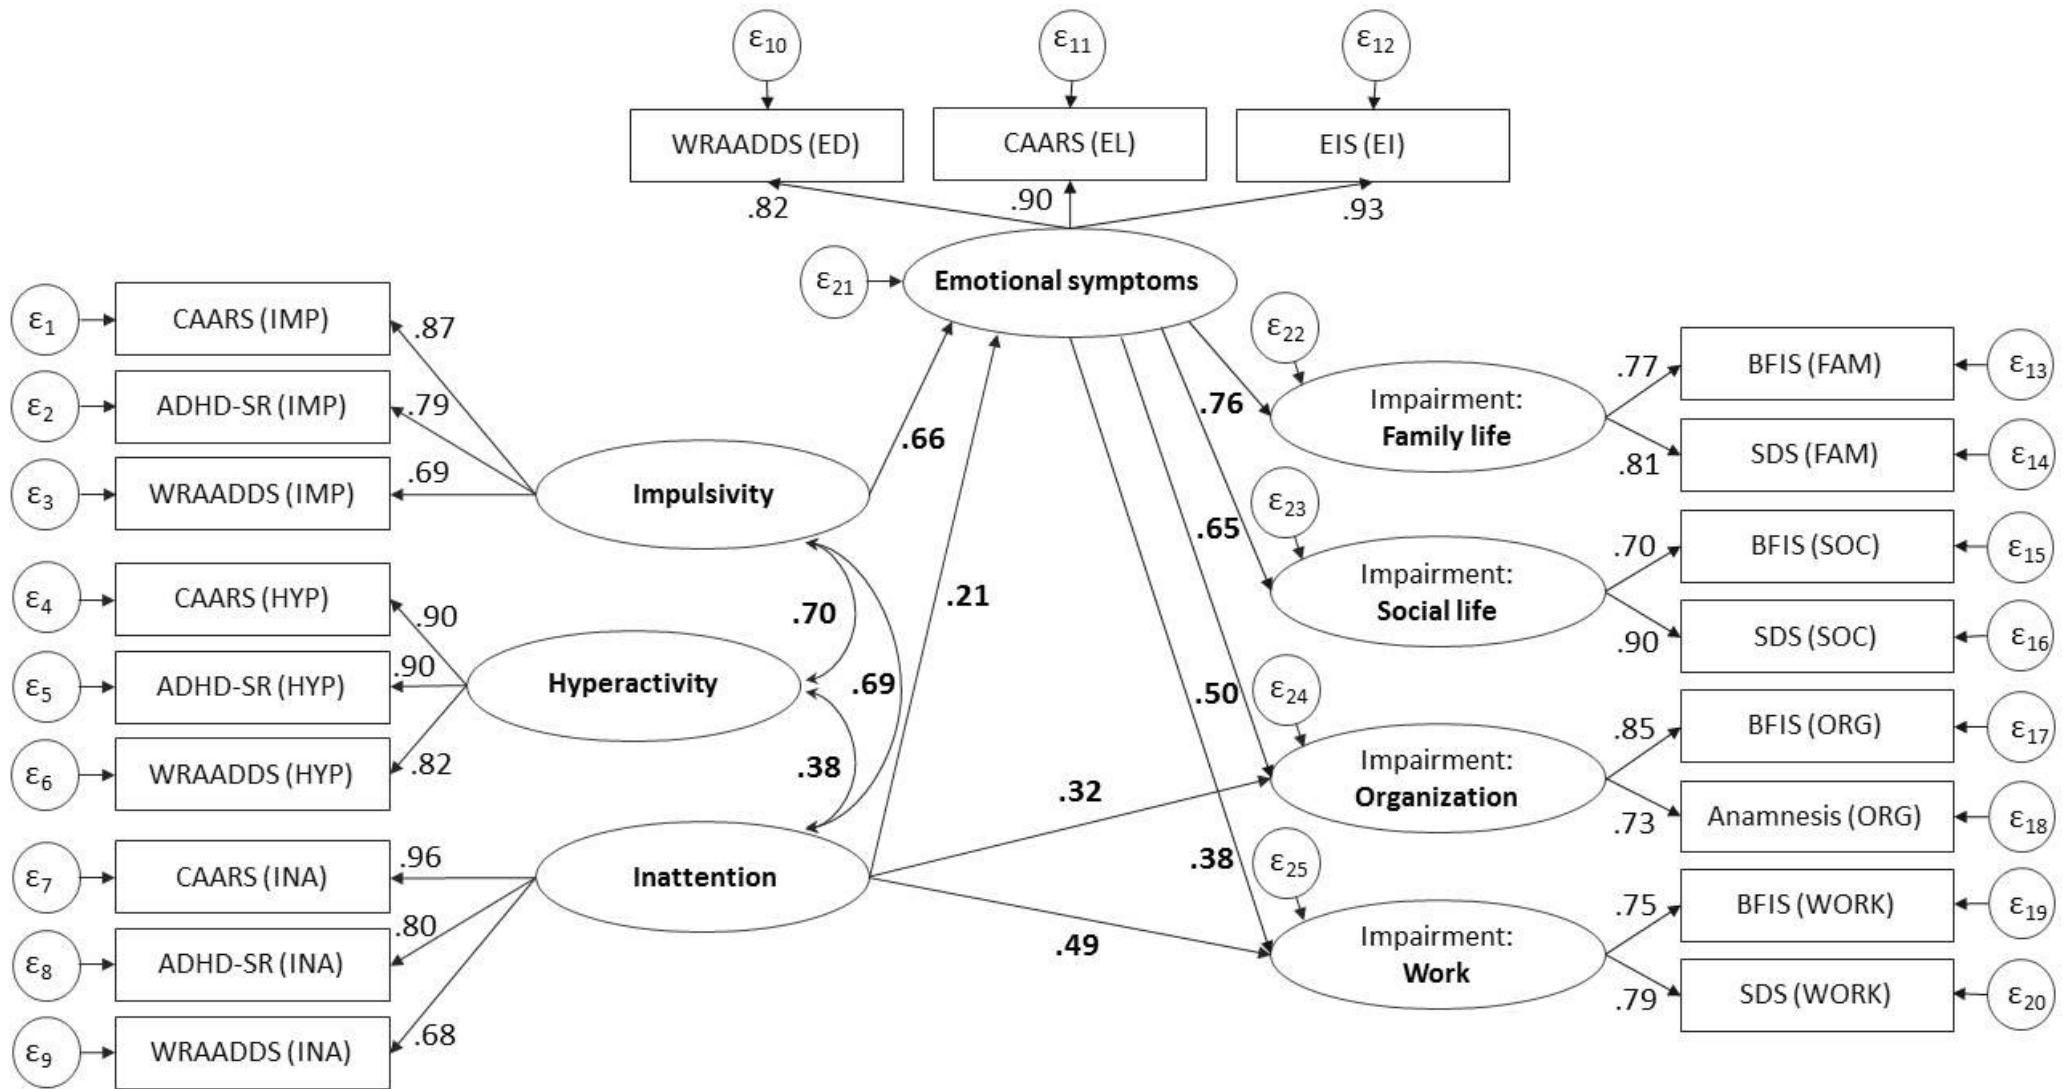 ε10
ε11
ε12
WRAADDS (ED)
CAARS (EL)
EIS (EI)
.82
.90
.93
ε21
Emotional symptoms
ε1
CAARS (IMP)
.87
ε2
ADHD-SR (IMP)
.79
ε3
WRAADDS (IMP)
.69
Impulsivity
.66
ε4
CAARS (HYP)
.90
ε5
ADHD-SR (HYP)
.90
ε6
WRAADDS (HYP)
.82
Hyperactivity
.70
.69
.38
.21
ε7
CAARS (INA)
.96
ε8
ADHD-SR (INA)
.80
ε9
WRAADDS (INA)
.68
Inattention
.32
.49
.76
.65
.50
.38
ε22
Impairment:
Family life
.77
BFIS (FAM)
ε13
.81
SDS (FAM)
ε14
ε23
Impairment:
Social life
.70
BFIS (SOC)
ε15
.90
SDS (SOC)
ε16
ε24
Impairment:
Organization
.85
BFIS (ORG)
ε17
.73
Anamnesis (ORG)
ε18
ε25
Impairment:
Work
.75
BFIS (WORK)
ε19
.79
SDS (WORK)
ε20